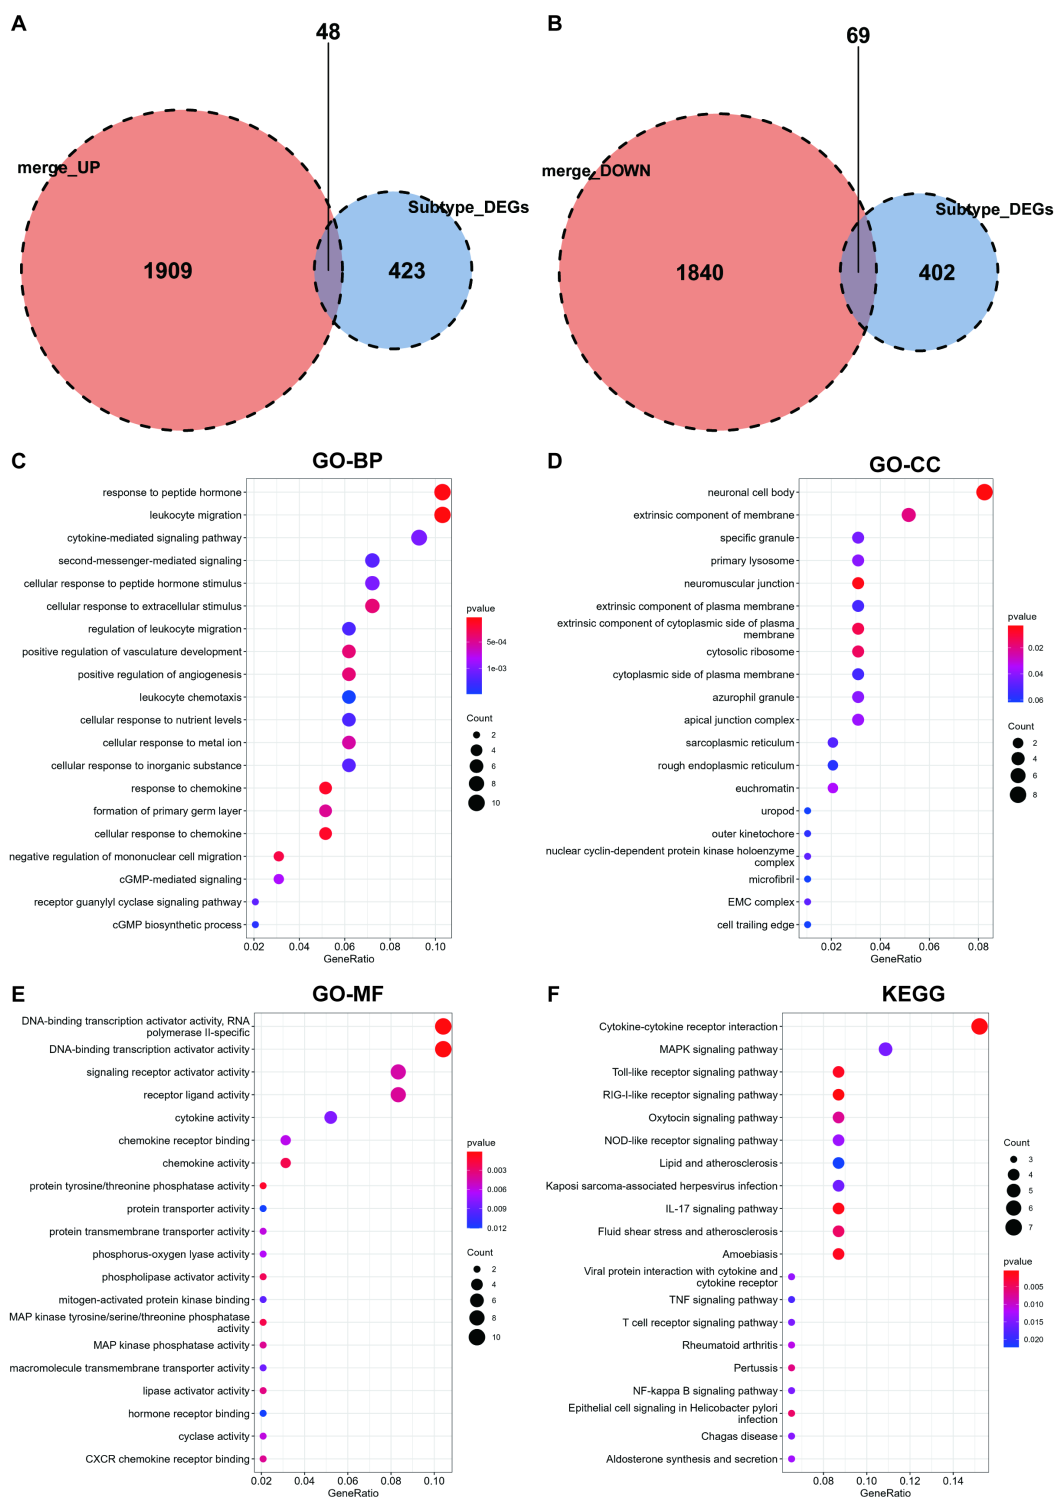 A
48
merge_UP
Subtype_DEGs
1909
423
B
69
merge_DOWN
Subtype_DEGs
1840
402
C
GO-BP
response to peptide hormone
leukocyte migration
cytokine-mediated signaling pathway
second-messenger-mediated signaling
cellular response to peptide hormone stimulus
cellular response to extracellular stimulus
regulation of leukocyte migration
positive regulation of vasculature development
positive regulation of angiogenesis
leukocyte chemotaxis
cellular response to nutrient levels
cellular response to metal ion
cellular response to inorganic substance
response to chemokine
formation of primary germ layer
cellular response to chemokine
negative regulation of mononuclear cell migration
cGMP-mediated signaling
receptor guanylyl cyclase signaling pathway
cGMP biosynthetic process
0.02 0.04 0.06 0.08 0.10
GeneRatio
pvalue
5e-04
1e-03
Count
2
4
6
8
10
D
GO-CC
neuronal cell body
extrinsic component of membrane
specific granule
primary lysosome
neuromuscular junction
extrinsic component of plasma membrane
extrinsic component of cytoplasmic side of plasma
membrane
cytosolic ribosome
cytoplasmic side of plasma membrane
azurophil granule
apical junction complex
sarcoplasmic reticulum
rough endoplasmic reticulum
euchromatin
uropod
outer kinetochore
nuclear cyclin-dependent protein kinase holoenzyme
complex
microfibril
EMC complex
cell trailing edge
0.02 0.04 0.06 0.08
GeneRatio
pvalue
0.02
0.04
0.06
Count
2
4
6
8
E
GO-MF
DNA-binding transcription activator activity, RNA
polymerase II-specific
DNA-binding transcription activator activity
signaling receptor activator activity
receptor ligand activity
cytokine activity
chemokine receptor binding
chemokine activity
protein tyrosine/threonine phosphatase activity
protein transporter activity
protein transmembrane transporter activity
phosphorus-oxygen lyase activity
phospholipase activator activity
mitogen-activated protein kinase binding
MAP kinase tyrosine/serine/threonine phosphatase
activity
MAP kinase phosphatase activity
macromolecule transmembrane transporter activity
lipase activator activity
hormone receptor binding
cyclase activity
CXCR chemokine receptor binding
0.02 0.04 0.06 0.08 0.10
GeneRatio
pvalue
0.003
0.006
0.009
0.012
Count
2
4
6
8
10
F
KEGG
Cytokine-cytokine receptor interaction
MAPK signaling pathway
Toll-like receptor signaling pathway
RIG-I-like receptor signaling pathway
Oxytocin signaling pathway
NOD-like receptor signaling pathway
Lipid and atherosclerosis
Kaposi sarcoma-associated herpesvirus infection
IL-17 signaling pathway
Fluid shear stress and atherosclerosis
Amoebiasis
Viral protein interaction with cytokine and
cytokine receptor
TNF signaling pathway
T cell receptor signaling pathway
Rheumatoid arthritis
Pertussis
NF-kappa B signaling pathway
Epithelial cell signaling in Helicobacter pylori
infection
Chagas disease
Aldosterone synthesis and secretion
0.08 0.10 0.12 0.14
GeneRatio
Count
3
4
5
6
7
pvalue
0.005
0.010
0.015
0.020